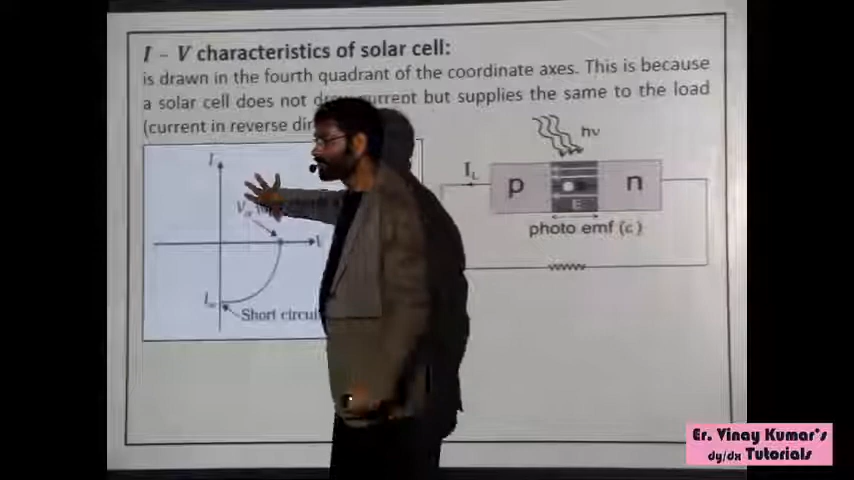 I – V characteristics of solar cell:
is drawn in the fourth quadrant of the coordinate axes. This is because
a solar cell does not current but supplies the same to the load
(current in reverse
I
V
I
Short
hν
I_L
p
n
E
photo emf (ε)
Er. Vinay Kumar's
dy/dx Tutorials